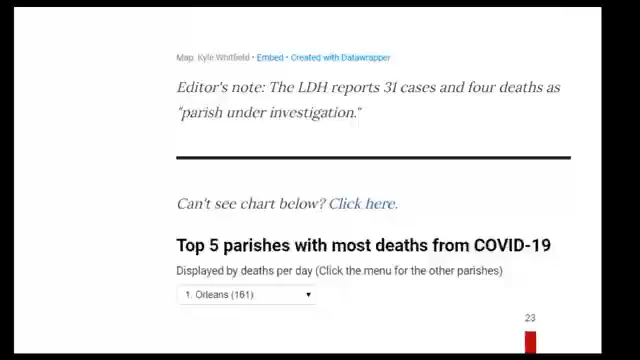 Map: Kyle Whitfield • Embed • Created with Datawrapper
Editor's note: The LDH reports 31 cases and four deaths as
"parish under investigation."
Can't see chart below? Click here.
Top 5 parishes with most deaths from COVID-19
Displayed by deaths per day (Click the menu for the other parishes)
1. Orleans (161)
23